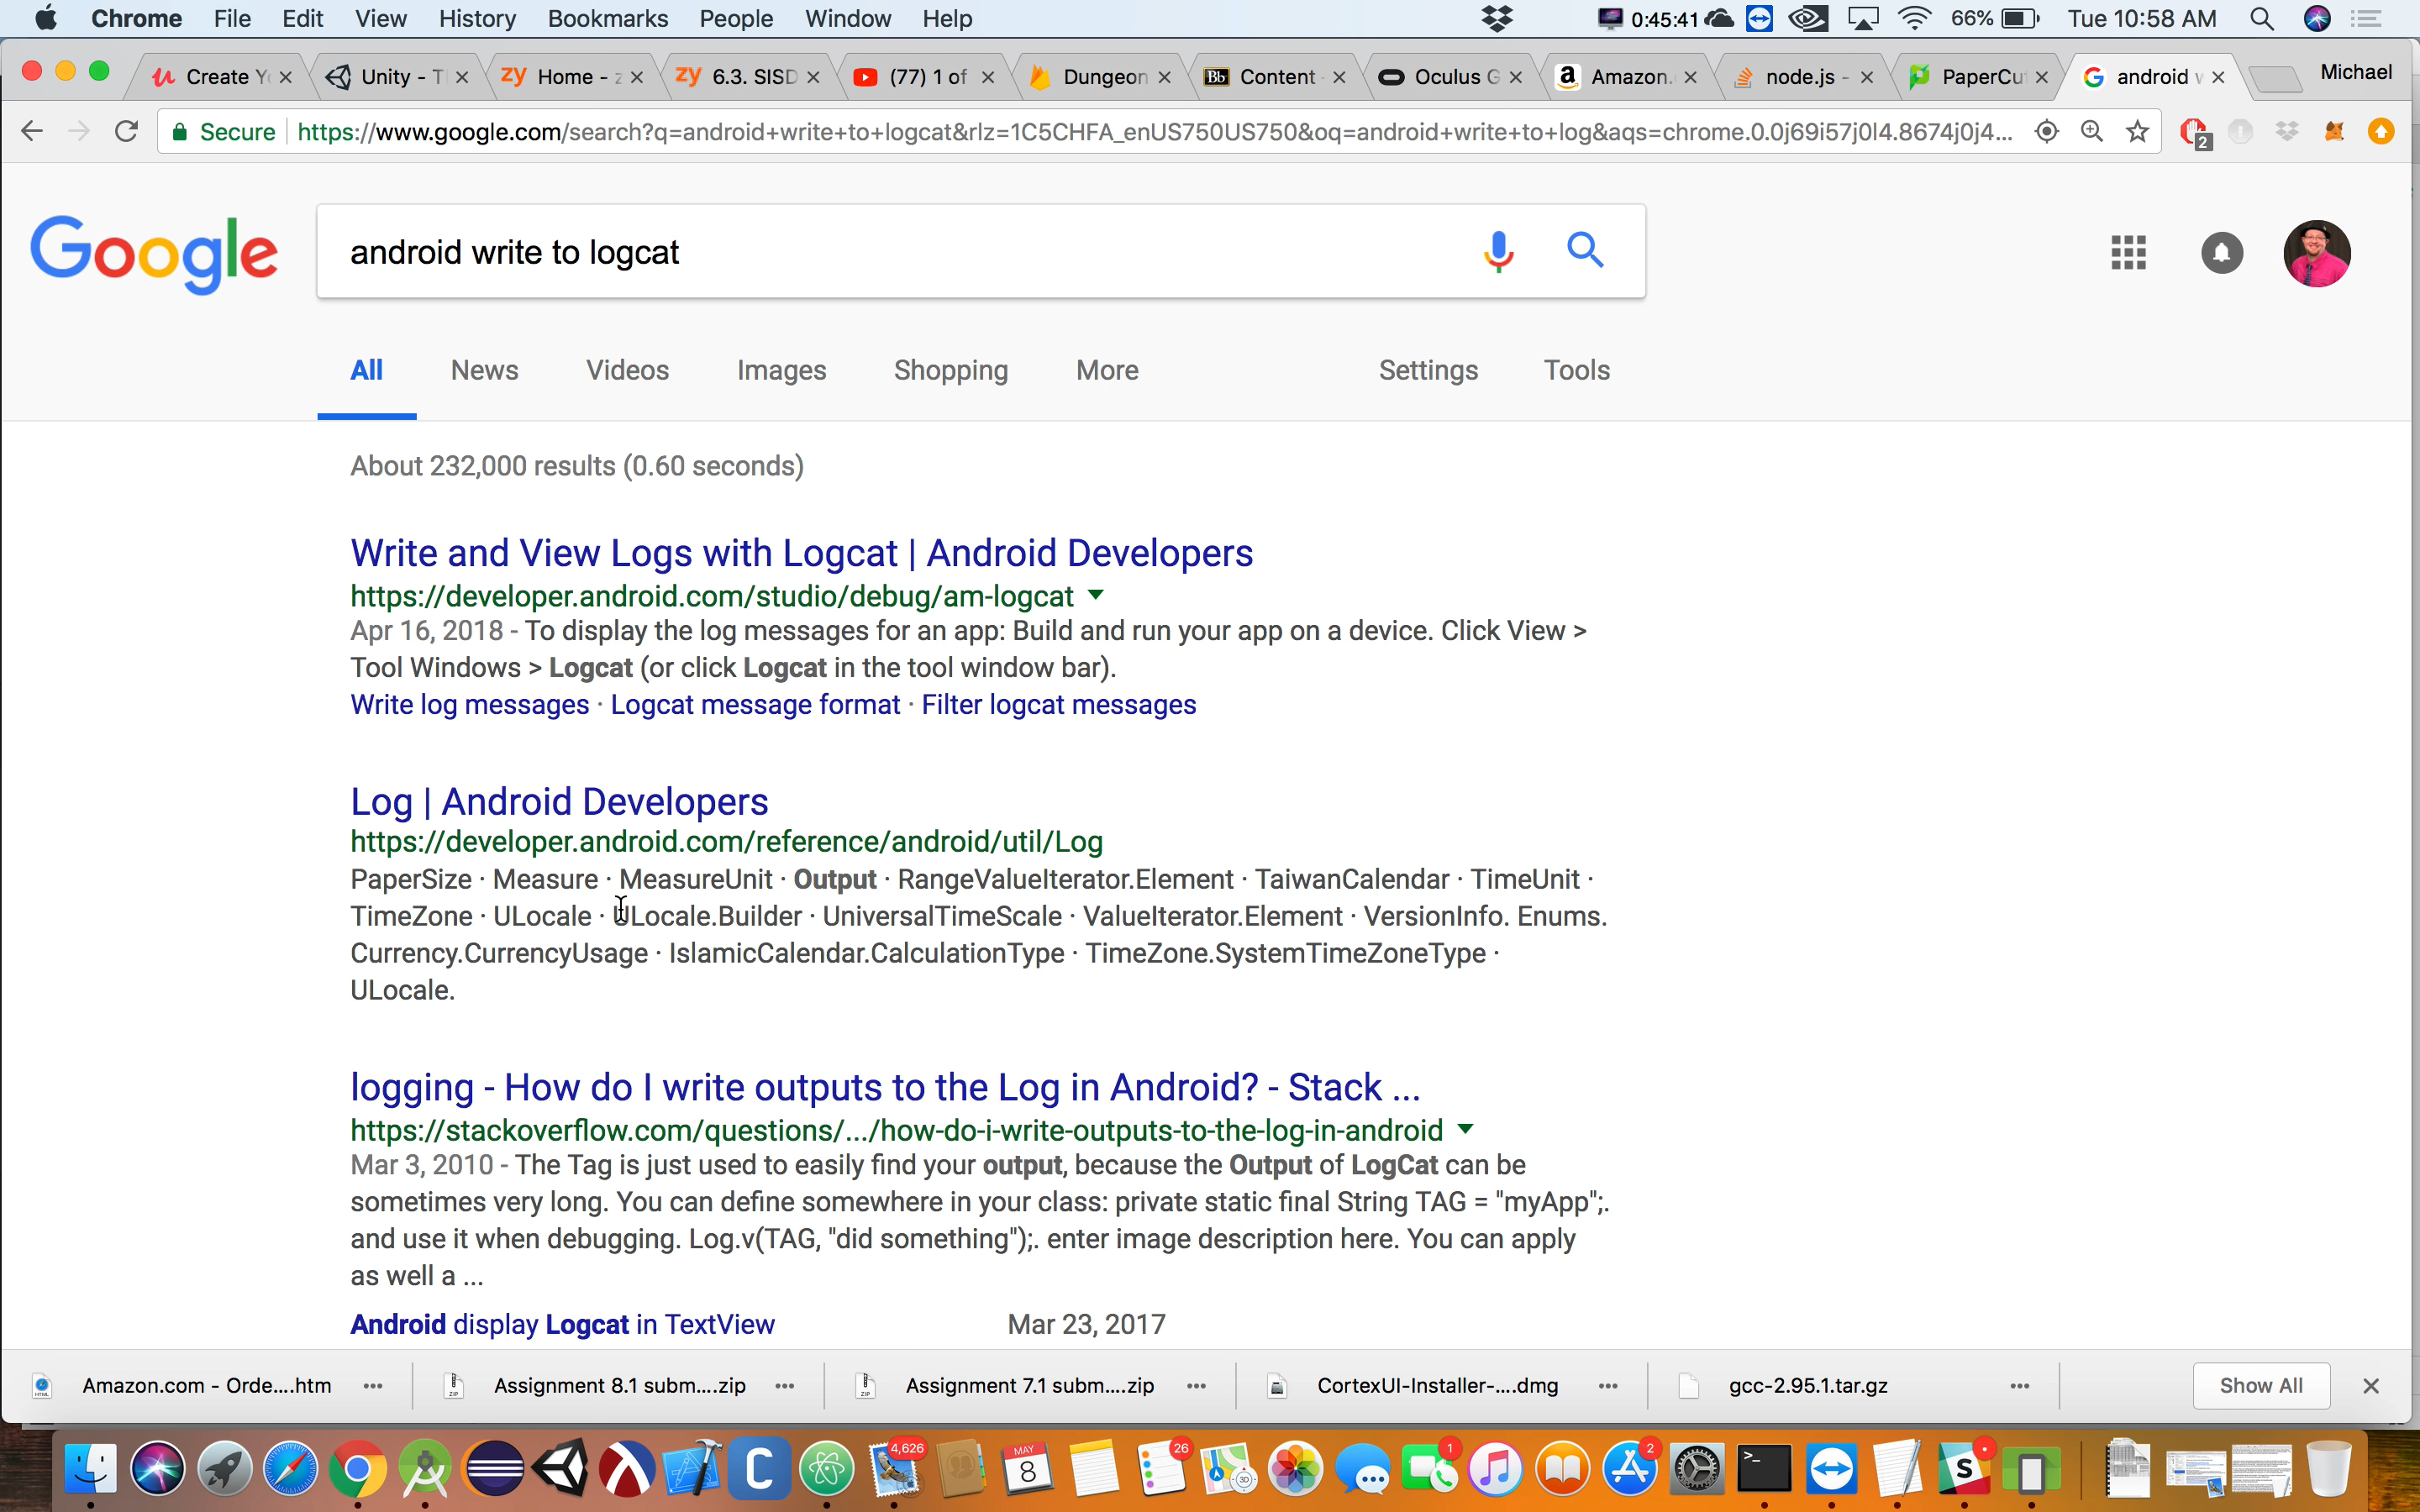 Chrome File Edit View History Bookmarks People Window Help 0:45:41 66% Tue 10:58 AM
Create Y Unity - T Home - z 6.3. SISD (77) 1 of Dungeon Content - Oculus G Amazon. node.js - PaperCu android w Michael
Secure https://www.google.com/search?q=android+write+to+logcat&rlz=1C5CHFA_enUS750US750&oq=android+write+to+log&aqs=chrome.0.0j69i57j0l4.8674j0j4... 2
Google android write to logcat
All News Videos Images Shopping More Settings Tools
About 232,000 results (0.60 seconds)
Write and View Logs with Logcat | Android Developers
https://developer.android.com/studio/debug/am-logcat
Apr 16, 2018 - To display the log messages for an app: Build and run your app on a device. Click View >
Tool Windows > Logcat (or click Logcat in the tool window bar).
Write log messages · Logcat message format · Filter logcat messages
Log | Android Developers
https://developer.android.com/reference/android/util/Log
PaperSize · Measure · MeasureUnit · Output · RangeValueIterator.Element · TaiwanCalendar · TimeUnit ·
TimeZone · ULocale · ULocale.Builder · UniversalTimeScale · ValueIterator.Element · VersionInfo. Enums.
Currency.CurrencyUsage · IslamicCalendar.CalculationType · TimeZone.SystemTimeZoneType ·
ULocale.
logging - How do I write outputs to the Log in Android? - Stack ...
https://stackoverflow.com/questions/.../how-do-i-write-outputs-to-the-log-in-android
Mar 3, 2010 - The Tag is just used to easily find your output, because the Output of LogCat can be
sometimes very long. You can define somewhere in your class: private static final String TAG = "myApp";.
and use it when debugging. Log.v(TAG, "did something");. enter image description here. You can apply
as well a ...
Android display Logcat in TextView Mar 23, 2017
Amazon.com - Orde....htm Assignment 8.1 subm....zip Assignment 7.1 subm....zip CortexUI-Installer-....dmg gcc-2.95.1.tar.gz Show All
4,626 MAY 8 26 3D 1 2